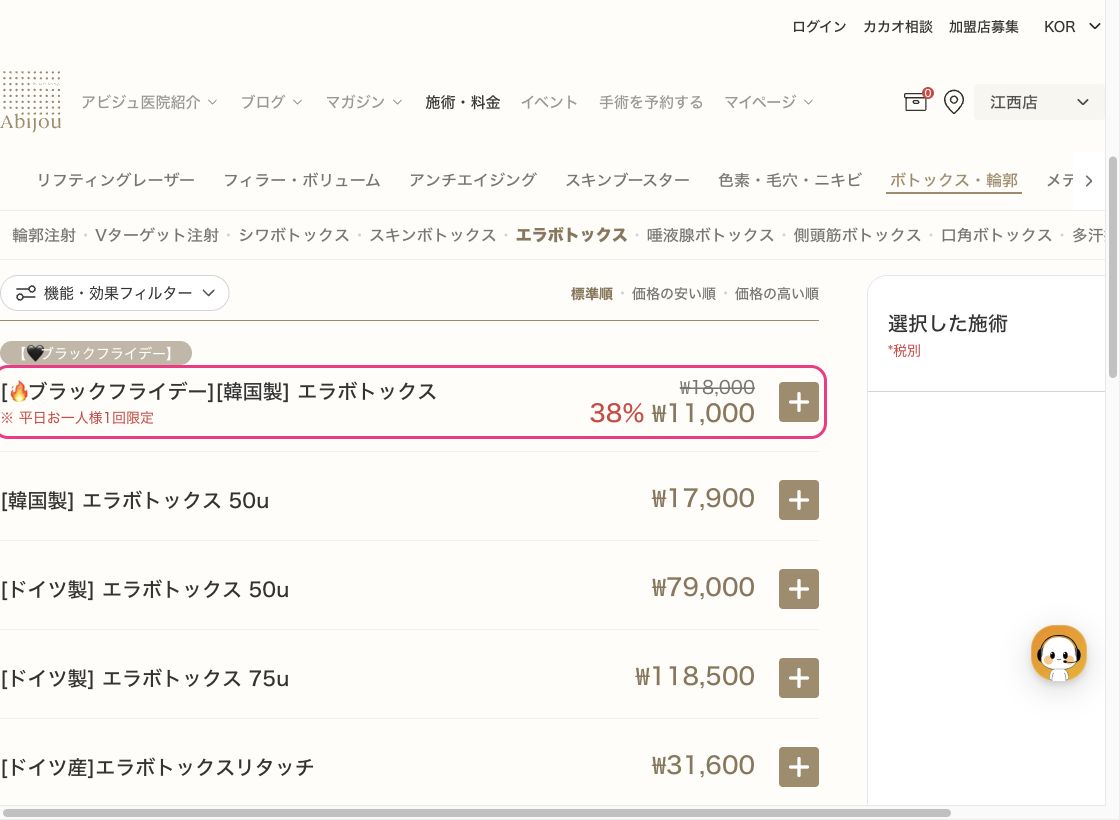 ログイン カカオ相談 加盟店募集 KOR
Abijou アビジュ医院紹介 ブログ マガジン 施術・料金 イベント 手術を予約する マイページ 0 江西店
リフティングレーザー フィラー・ボリューム アンチエイジング スキンブースター 色素・毛穴・ニキビ ボトックス・輪郭 メテ
輪郭注射 · Vターゲット注射 · シワボトックス · スキンボトックス · エラボトックス · 唾液腺ボトックス · 側頭筋ボトックス · 口角ボトックス · 多汗
機能・効果フィルター 標準順 · 価格の安い順 · 価格の高い順
選択した施術
*税別
【🖤ブラックフライデー】
[🔥ブラックフライデー][韓国製] エラボトックス ₩18,000
※ 平日お一人様1回限定 38% ₩11,000
[韓国製] エラボトックス 50u ₩17,900
[ドイツ製] エラボトックス 50u ₩79,000
[ドイツ製] エラボトックス 75u ₩118,500
[ドイツ産]エラボトックスリタッチ ₩31,600